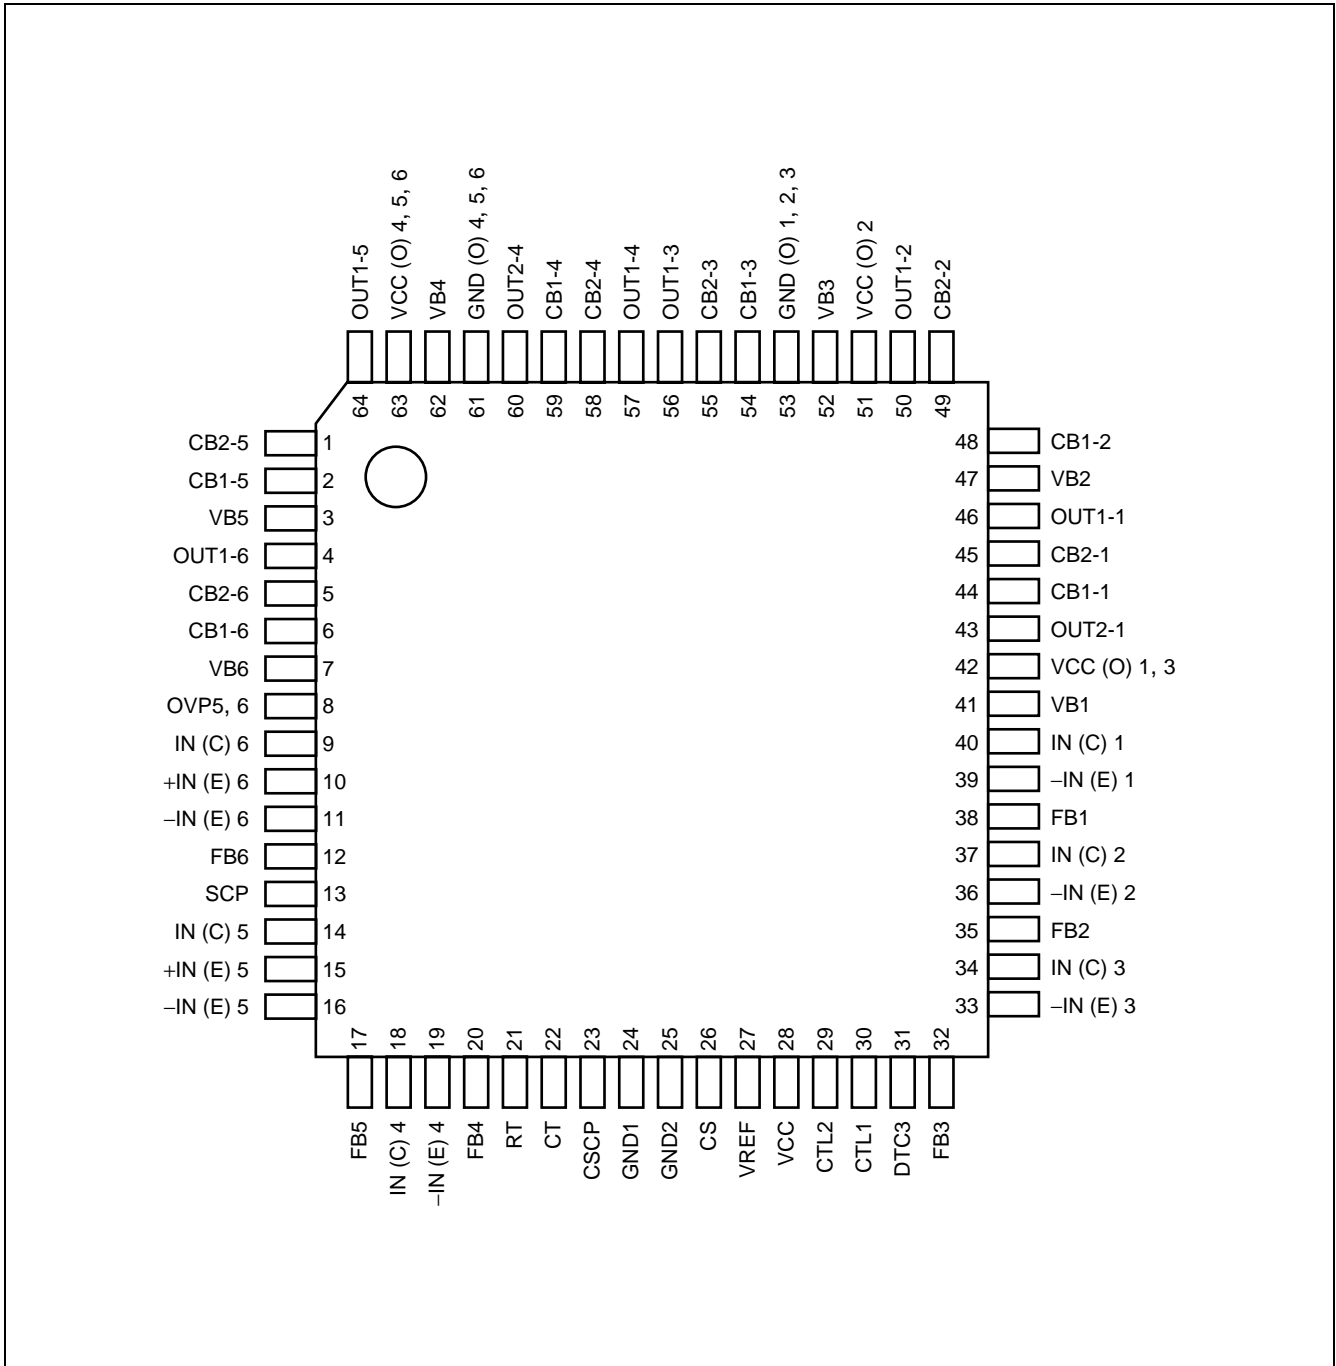 OUT1-5
VCC (O) 4, 5, 6
VB4
GND (O) 4, 5, 6
OUT2-4
CB1-4
CB2-4
OUT1-4
OUT1-3
CB2-3
CB1-3
GND (O) 1, 2, 3
VB3
VCC (O) 2
OUT1-2
CB2-2
64
63
62
61
60
59
58
57
56
55
54
53
52
51
50
49
CB2-5 1
CB1-5 2
VB5 3
OUT1-6 4
CB2-6 5
CB1-6 6
VB6 7
OVP5, 6 8
IN (C) 6 9
+IN (E) 6 10
−IN (E) 6 11
FB6 12
SCP 13
IN (C) 5 14
+IN (E) 5 15
−IN (E) 5 16
48 CB1-2
47 VB2
46 OUT1-1
45 CB2-1
44 CB1-1
43 OUT2-1
42 VCC (O) 1, 3
41 VB1
40 IN (C) 1
39 −IN (E) 1
38 FB1
37 IN (C) 2
36 −IN (E) 2
35 FB2
34 IN (C) 3
33 −IN (E) 3
17
18
19
20
21
22
23
24
25
26
27
28
29
30
31
32
FB5
IN (C) 4
−IN (E) 4
FB4
RT
CT
CSCP
GND1
GND2
CS
VREF
VCC
CTL2
CTL1
DTC3
FB3